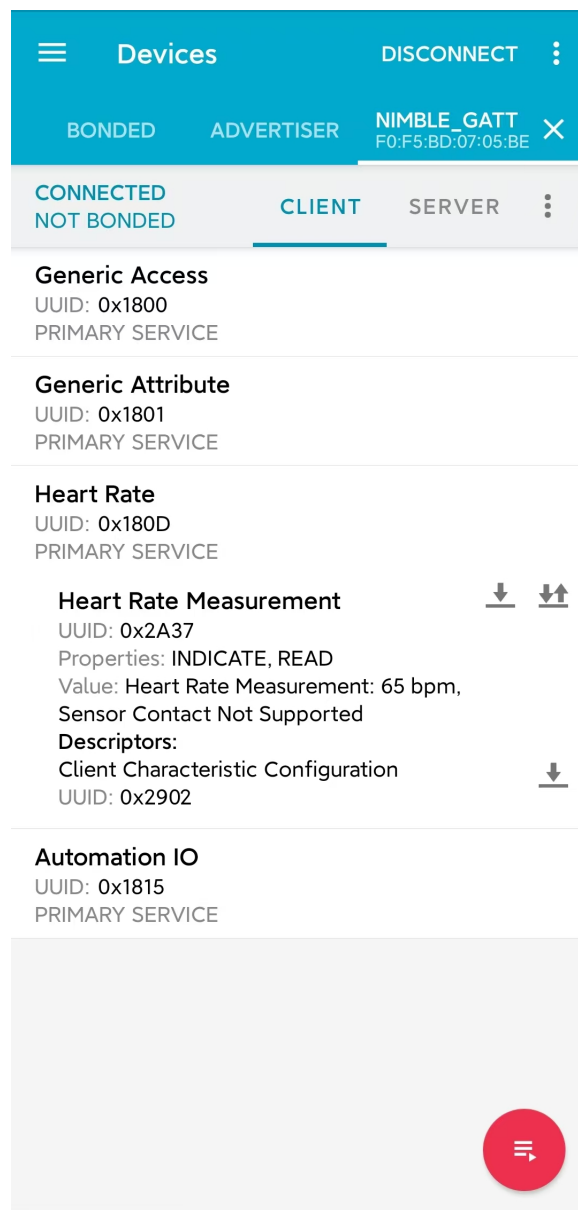 Devices
DISCONNECT
BONDED
ADVERTISER
NIMBLE_GATT
F0:F5:BD:07:05:BE
CONNECTED
NOT BONDED
CLIENT
SERVER
Generic Access
UUID: 0x1800
PRIMARY SERVICE
Generic Attribute
UUID: 0x1801
PRIMARY SERVICE
Heart Rate
UUID: 0x180D
PRIMARY SERVICE
Heart Rate Measurement
UUID: 0x2A37
Properties: INDICATE, READ
Value: Heart Rate Measurement: 65 bpm,
Sensor Contact Not Supported
Descriptors:
Client Characteristic Configuration
UUID: 0x2902
Automation IO
UUID: 0x1815
PRIMARY SERVICE